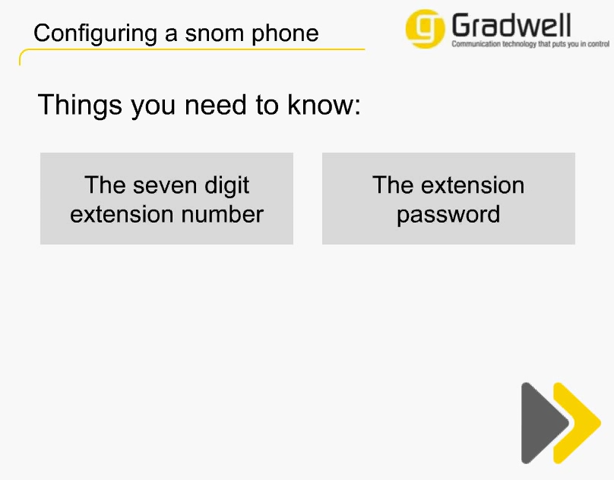 Configuring a snom phone
Gradwell
Communication technology that puts you in control
Things you need to know:
The seven digit
extension number
The extension
password